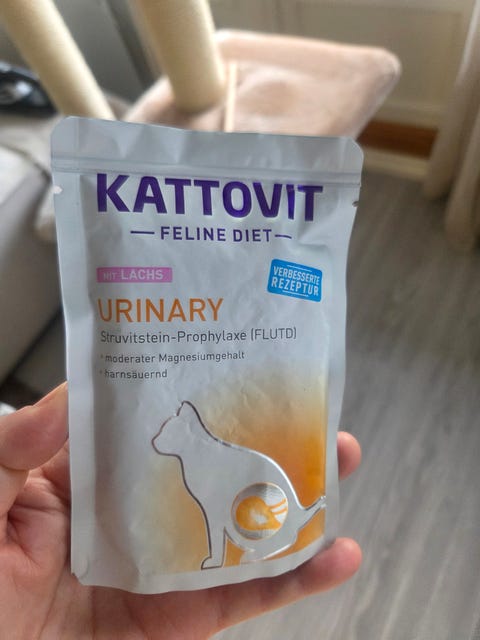 KATTOVIT
FELINE DIET
MIT LACHS
VERBESSERTE
REZEPTUR
URINARY
Struvitstein-Prophylaxe (FLUTD)
• moderater Magnesiumgehalt
• harnsäuernd